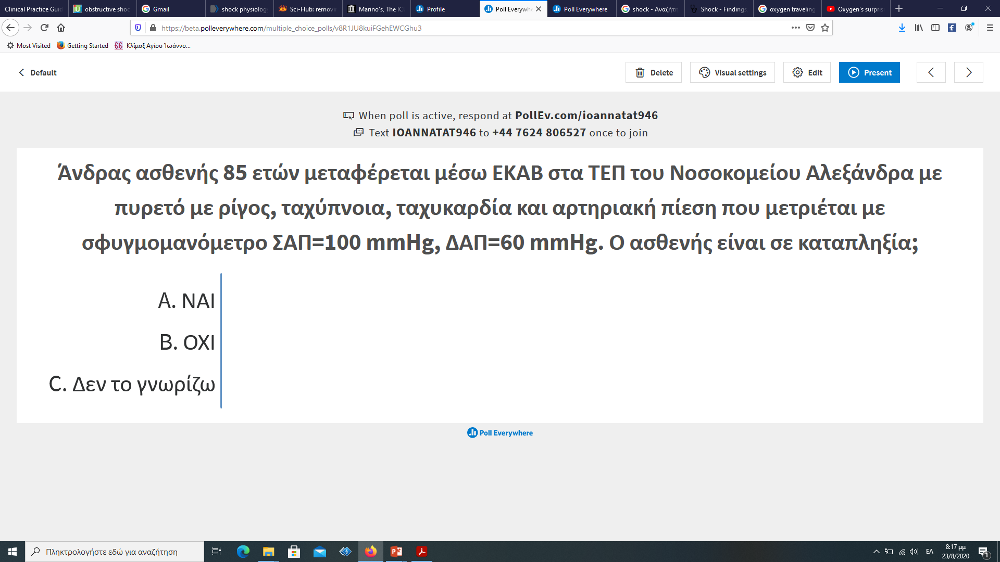 Clinical Practice Guid
obstructive shoc
Gmail
shock physiology
Sci-Hub: removin
Marino's, The ICU
Profile
Poll Everywhe
Poll Everywhere
shock - Αναζήτη
Shock - Findings
oxygen traveling
Oxygen's surpris
https://beta.polleverywhere.com/multiple_choice_polls/v8R1JU8kuiFGehEWCGhu3
Most Visited
Getting Started
Κλῖμαξ Αγίου Ἰωάννο...
Default
Delete
Visual settings
Edit
Present
When poll is active, respond at PollEv.com/ioannatat946
Text IOANNATAT946 to +44 7624 806527 once to join
Άνδρας ασθενής 85 ετών μεταφέρεται μέσω ΕΚΑΒ στα ΤΕΠ του Νοσοκομείου Αλεξάνδρα με
πυρετό με ρίγος, ταχύπνοια, ταχυκαρδία και αρτηριακή πίεση που μετριέται με
σφυγμομανόμετρο ΣΑΠ=100 mmHg, ΔΑΠ=60 mmHg. Ο ασθενής είναι σε καταπληξία;
A. ΝΑΙ
B. ΟΧΙ
C. Δεν το γνωρίζω
Poll Everywhere
Πληκτρολογήστε εδώ για αναζήτηση
ΕΛ
8:17 μμ
23/8/2020
1